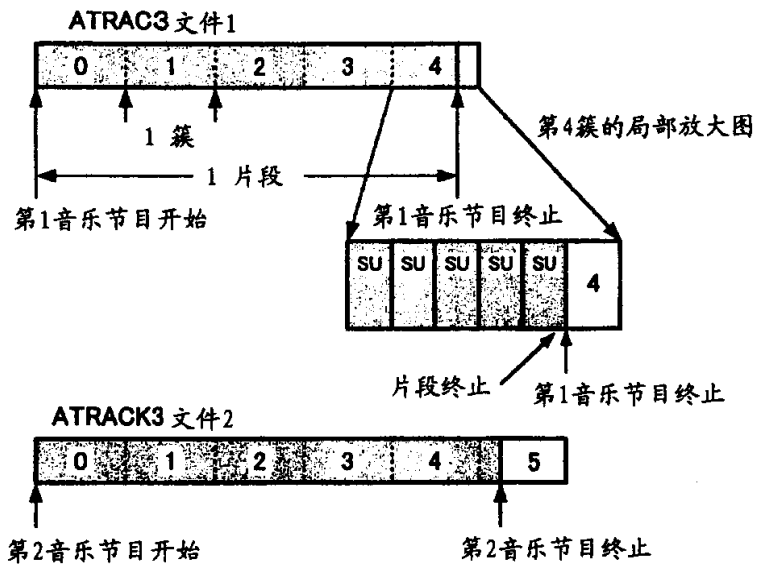 ATRAC3 文件1
0 1 2 3 4
1 簇
第4簇的局部放大图
1 片段
第1音乐节目开始
第1音乐节目终止
SU SU SU SU SU 4
片段终止
第1音乐节目终止
ATRACK3 文件2
0 1 2 3 4 5
第2音乐节目开始
第2音乐节目终止